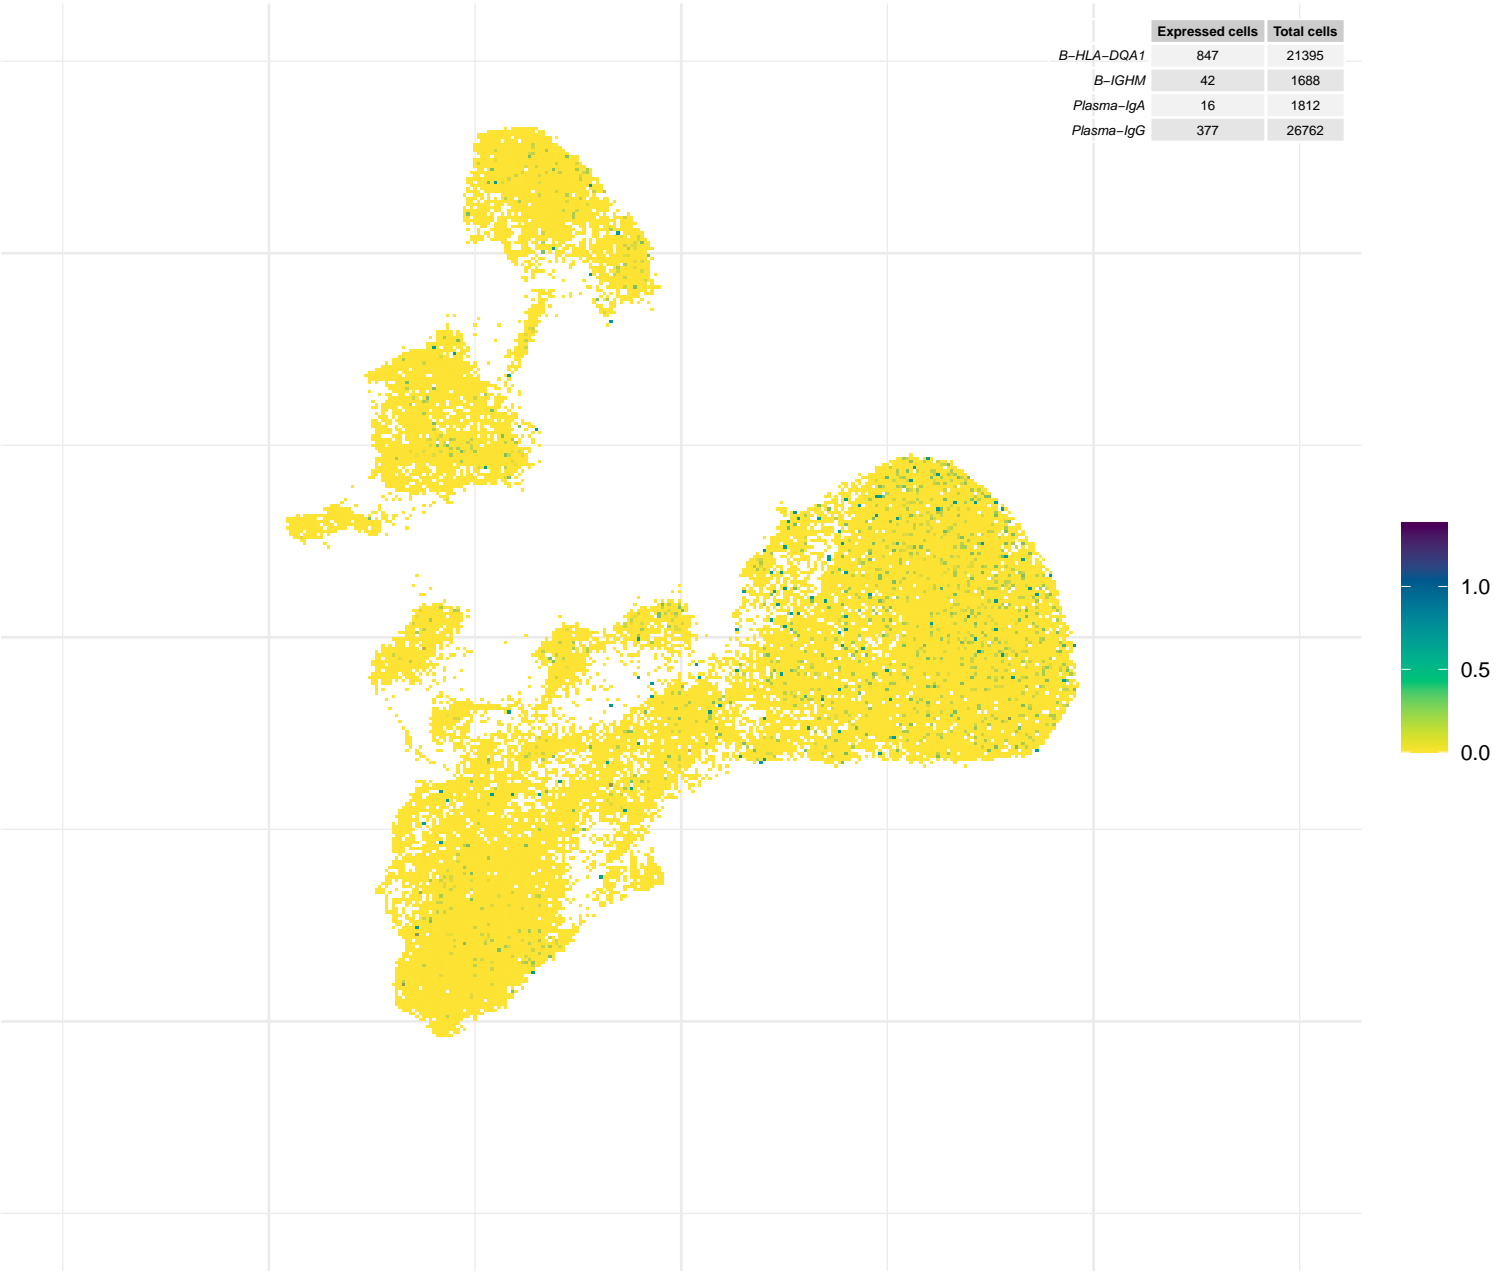 Expressed cells Total cells
B−HLA−DQA1 847 21395
B−IGHM 42 1688
Plasma−IgA 16 1812
Plasma−IgG 377 26762
1.0
0.5
0.0